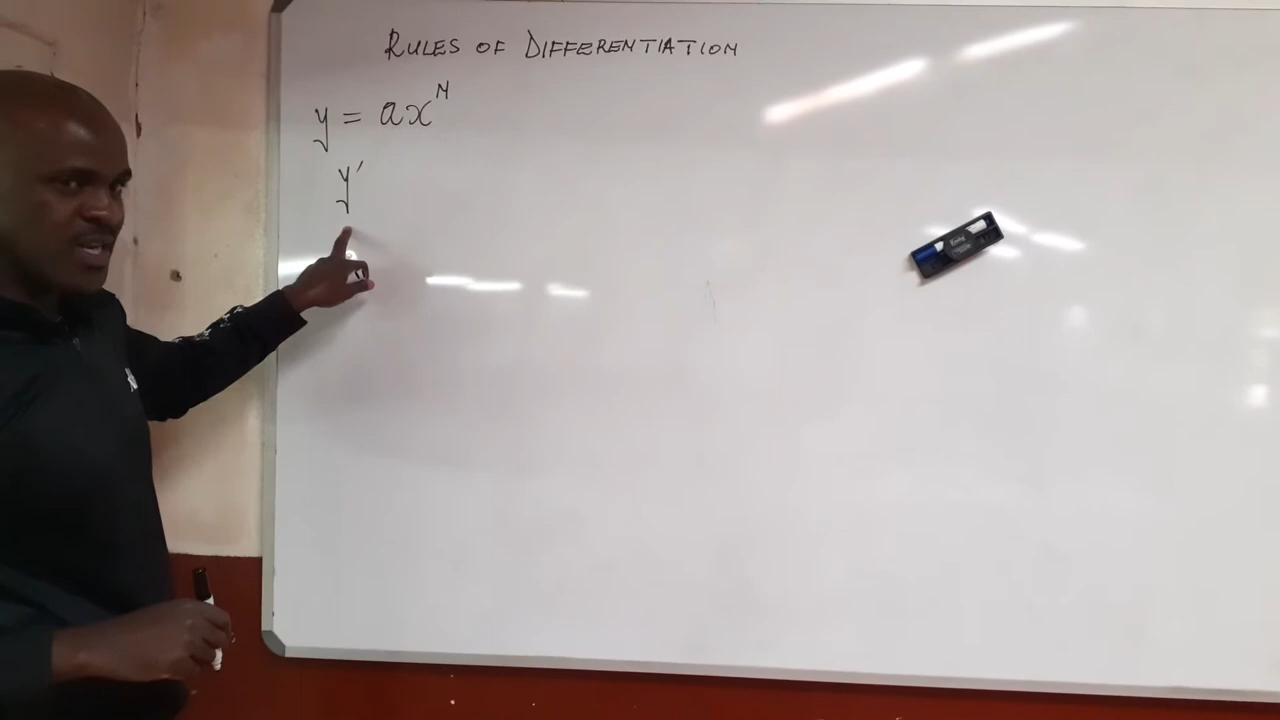 RULES OF DIFFERENTIATION
y = ax^N
y'